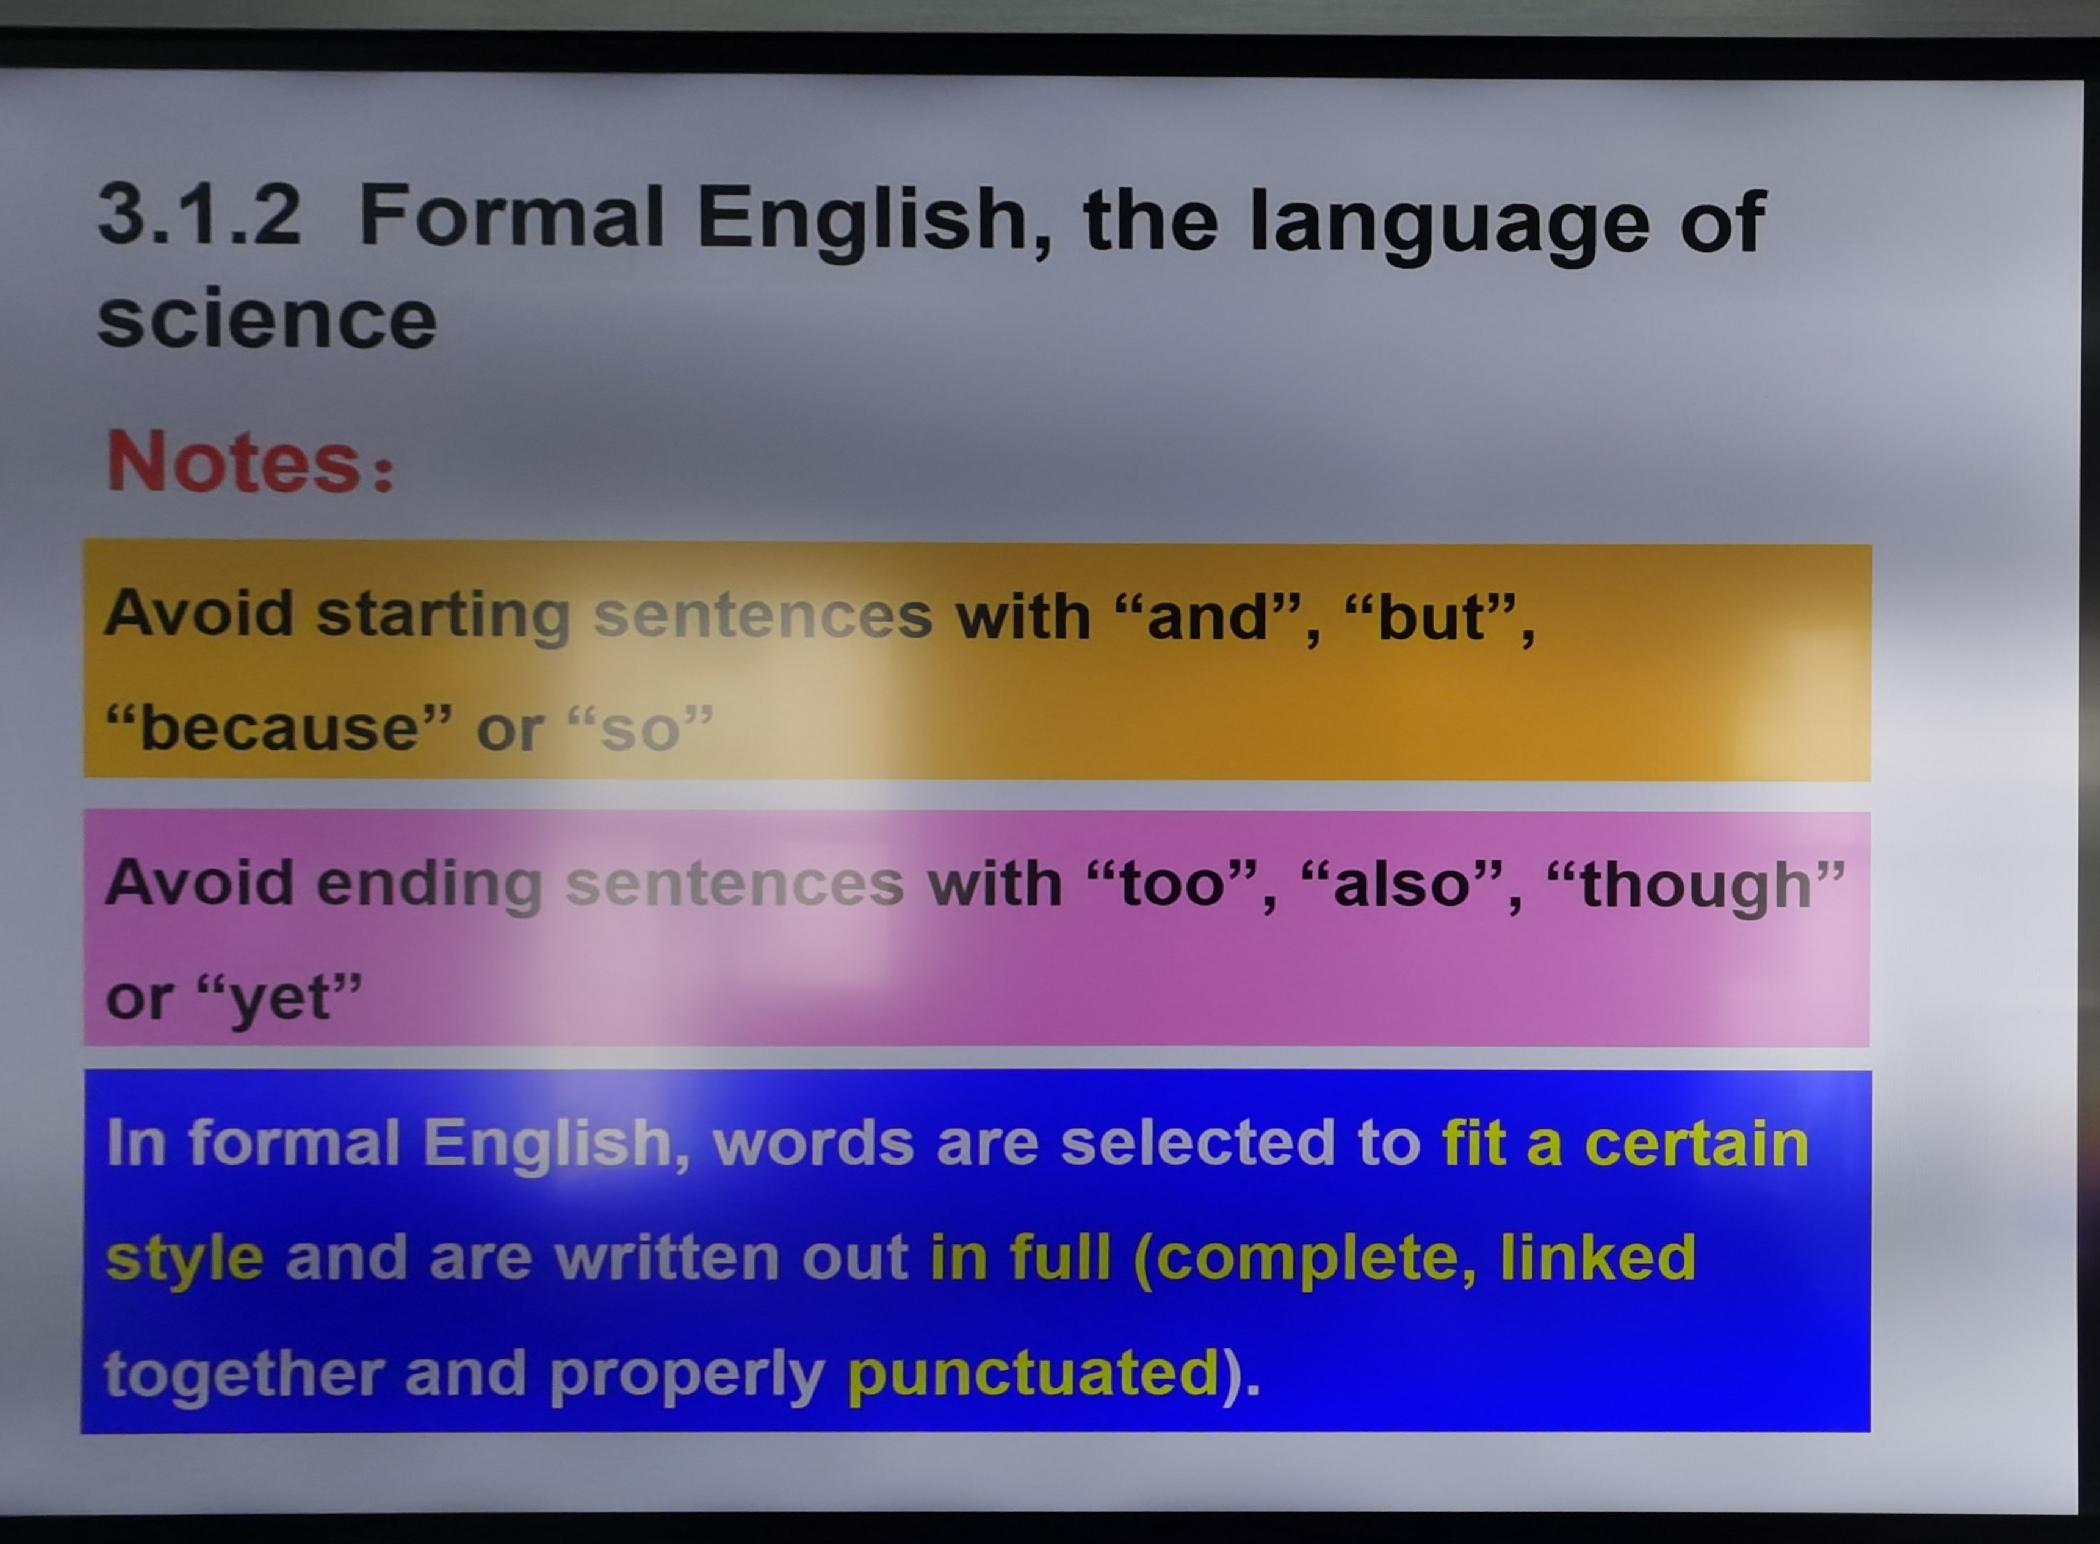 3.1.2 Formal English, the language of
science
Notes：
Avoid starting sentences with “and”, “but”,
“because” or “so”
Avoid ending sentences with “too”, “also”, “though”
or “yet”
In formal English, words are selected to fit a certain
style and are written out in full (complete, linked
together and properly punctuated).